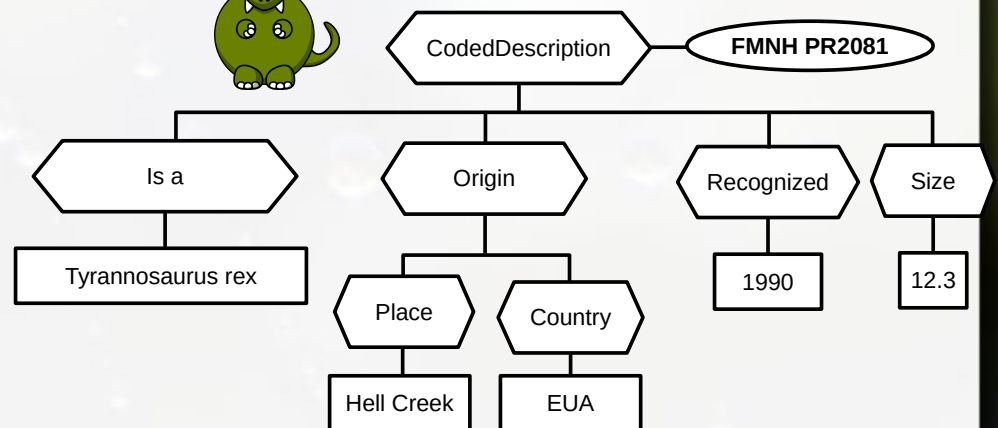 CodedDescription
FMNH PR2081
Is a
Origin
Recognized
Size
Tyrannosaurus rex
1990
12.3
Place
Country
Hell Creek
EUA